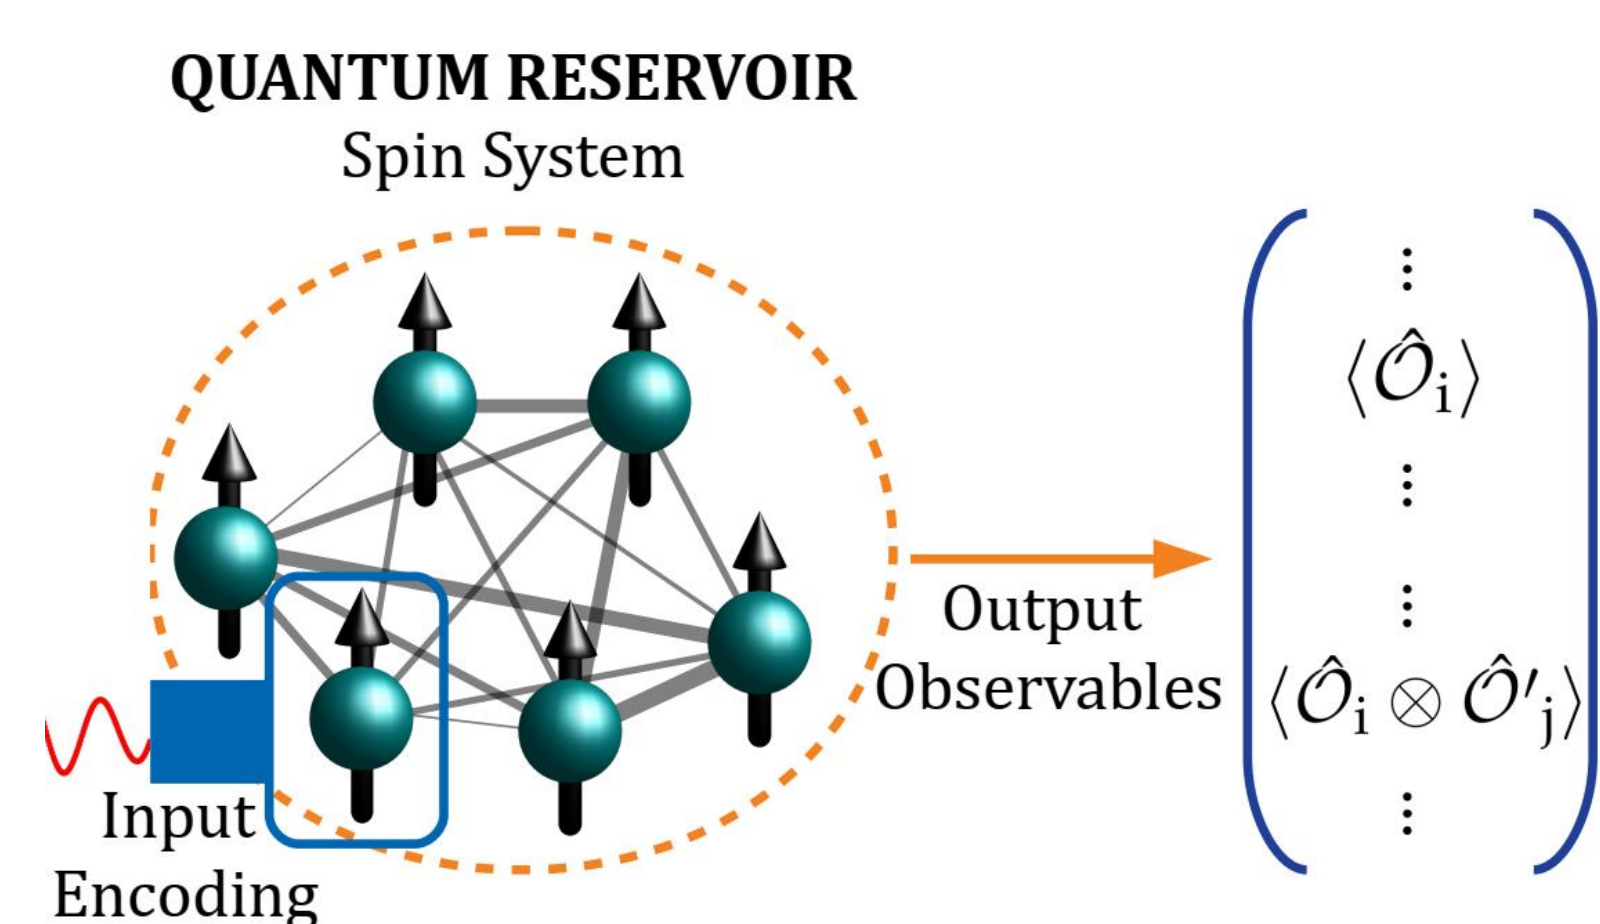 QUANTUM RESERVOIR
Spin System
Input
Encoding
Output
Observables
⋮
⟨Ô_i⟩
⋮
⋮
⟨Ô_i ⊗ Ô′_j⟩
⋮